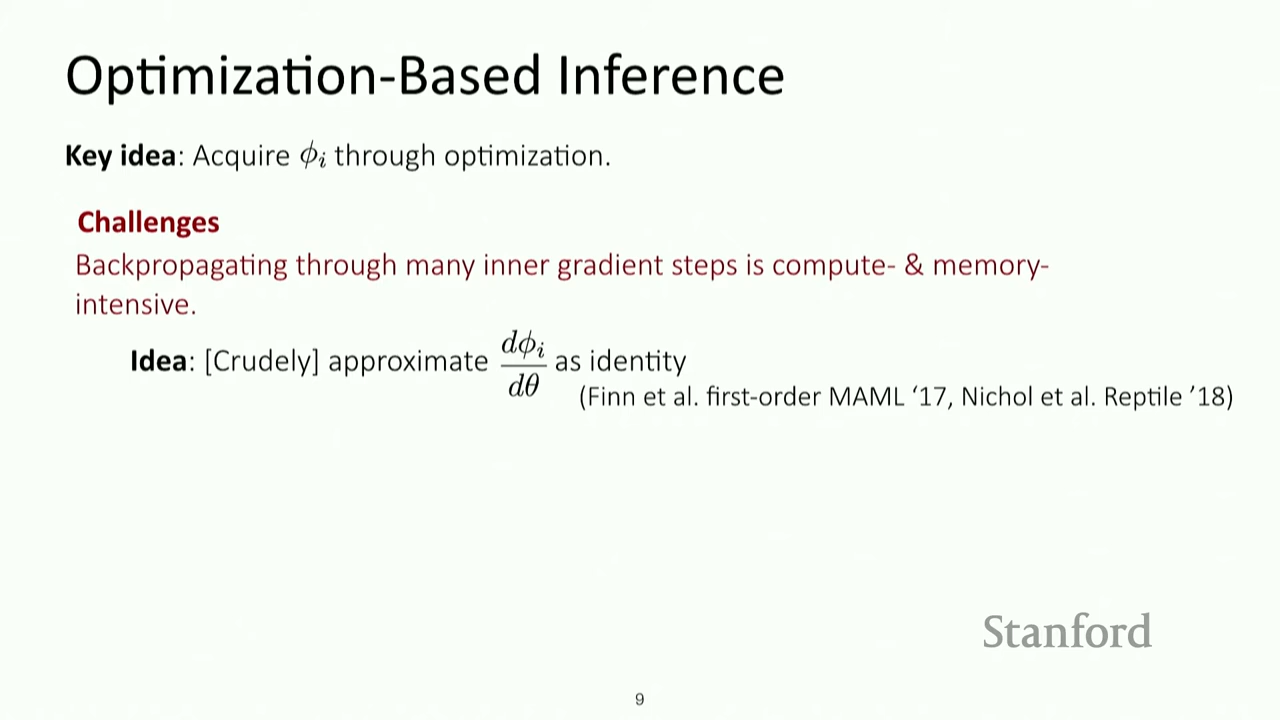 Optimization-Based Inference
Key idea: Acquire ϕᵢ through optimization.
Challenges
Backpropagating through many inner gradient steps is compute- & memory-
intensive.
Idea: [Crudely] approximate dϕᵢ/dθ as identity
(Finn et al. first-order MAML ‘17, Nichol et al. Reptile ’18)
Stanford
9